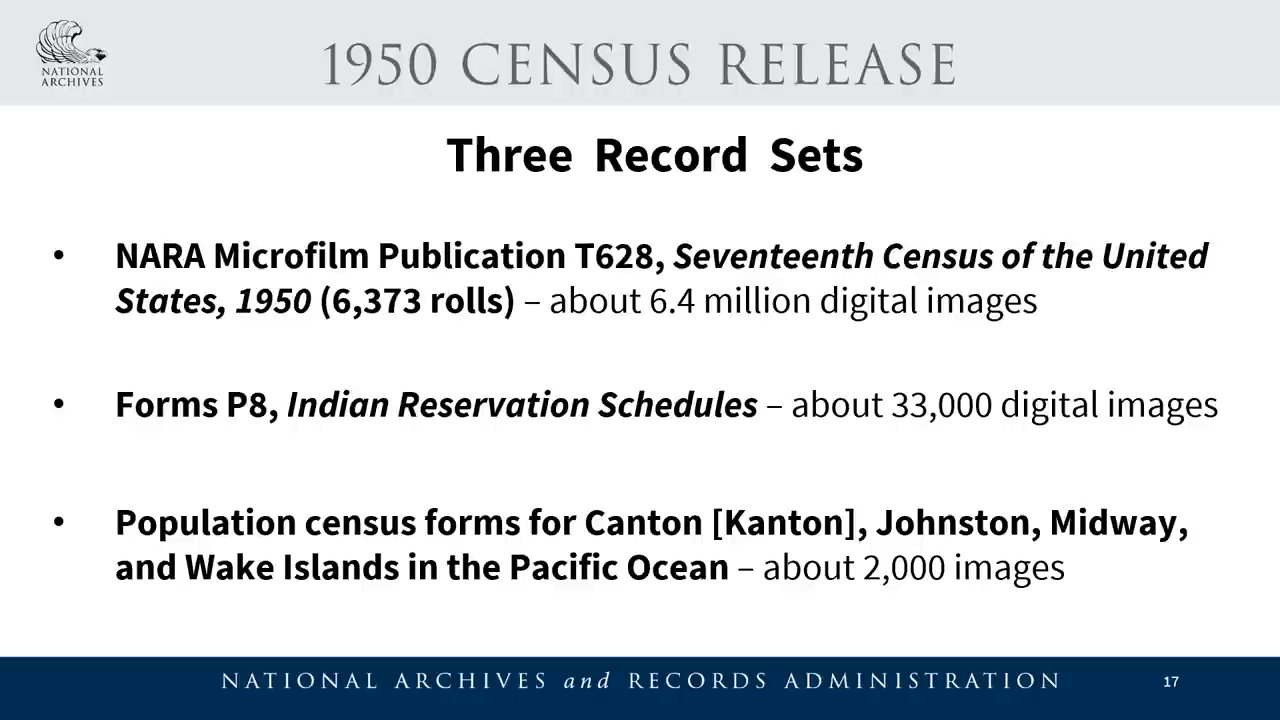 NATIONAL
ARCHIVES
1950 CENSUS RELEASE
Three Record Sets
• NARA Microfilm Publication T628, Seventeenth Census of the United
States, 1950 (6,373 rolls) – about 6.4 million digital images
• Forms P8, Indian Reservation Schedules – about 33,000 digital images
• Population census forms for Canton [Kanton], Johnston, Midway,
and Wake Islands in the Pacific Ocean – about 2,000 images
NATIONAL ARCHIVES and RECORDS ADMINISTRATION
17